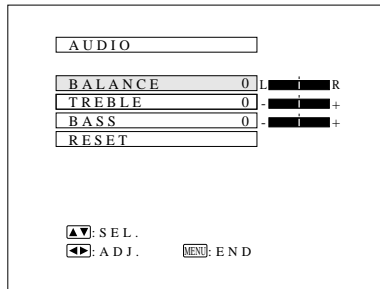 AUDIO
BALANCE 0 L R
TREBLE 0 - +
BASS 0 - +
RESET
▲▼: SEL.
◀▶: ADJ. MENU: END